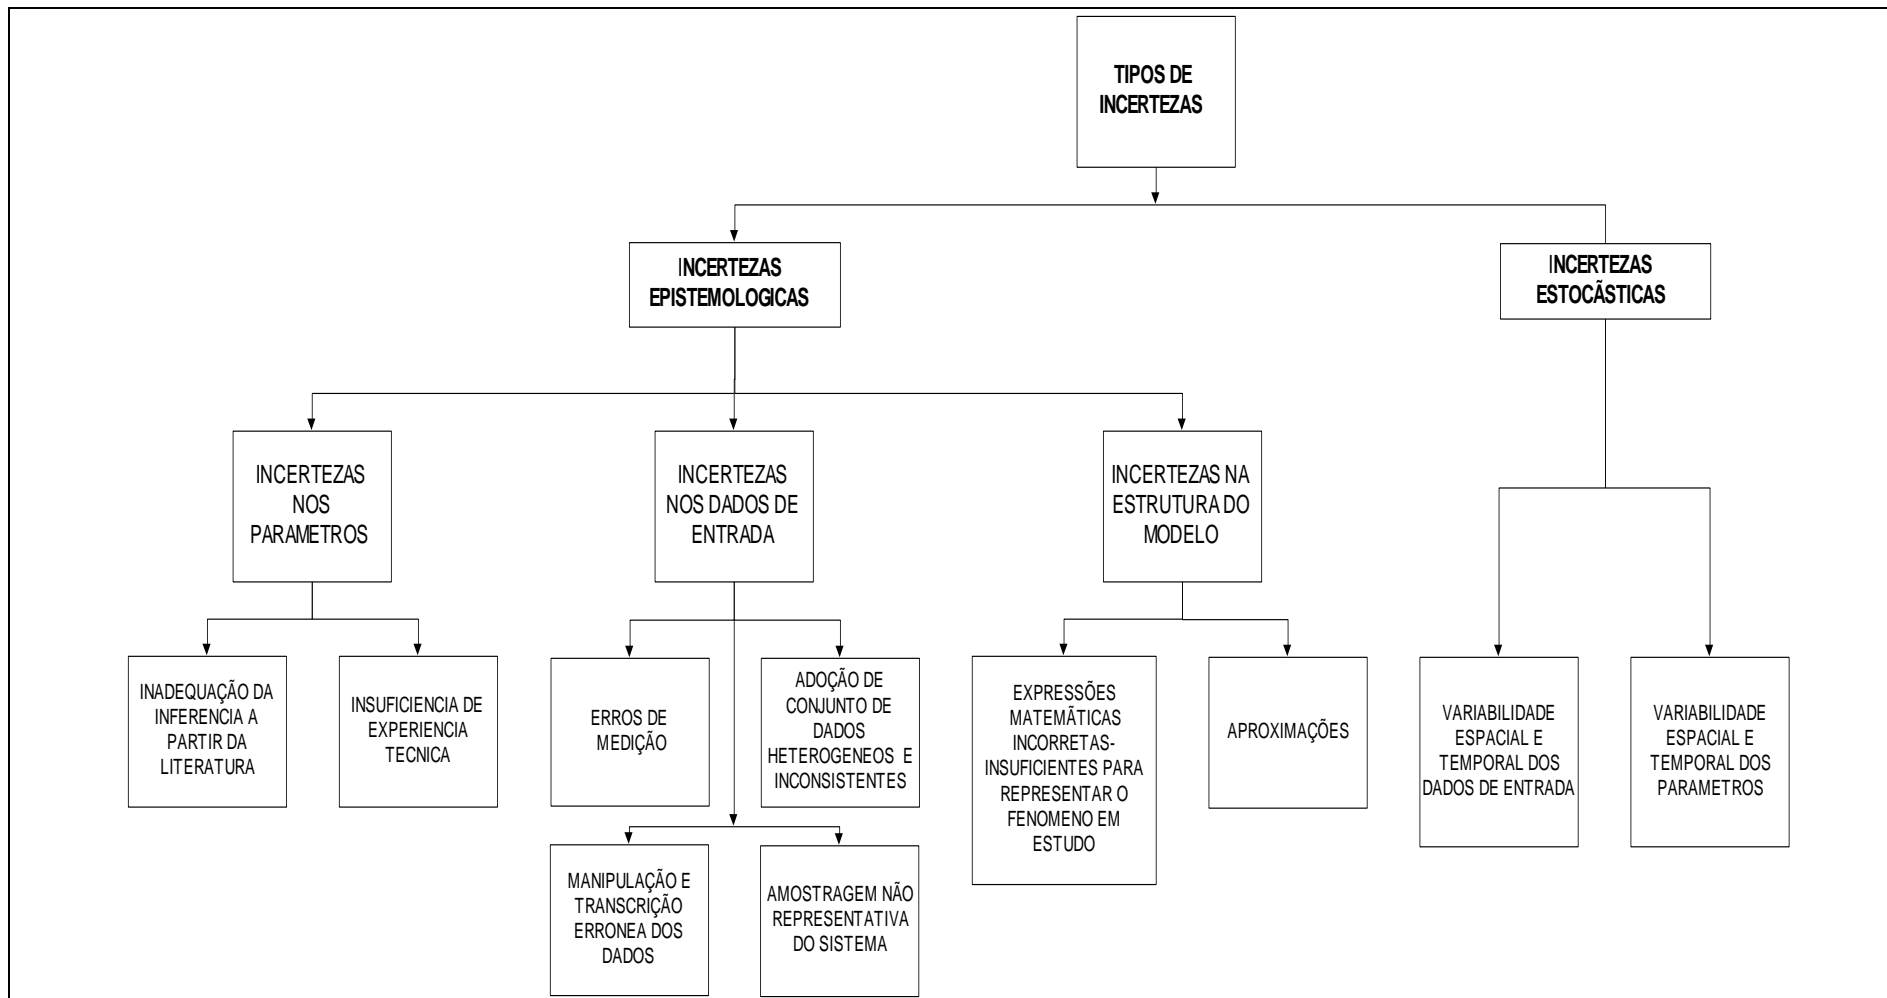 TIPOS DE
INCERTEZAS
INCERTEZAS
EPISTEMOLOGICAS
INCERTEZAS
ESTOCÃSTICAS
INCERTEZAS
NOS
PARAMETROS
INCERTEZAS
NOS DADOS DE
ENTRADA
INCERTEZAS NA
ESTRUTURA DO
MODELO
INADEQUAÇÃO DA
INFERENCIA A
PARTIR DA
LITERATURA
INSUFICIENCIA DE
EXPERIENCIA
TECNICA
ERROS DE
MEDIÇÃO
ADOÇÃO DE
CONJUNTO DE
DADOS
HETEROGENEOS E
INCONSISTENTES
EXPRESSÕES
MATEMÃTICAS
INCORRETAS-
INSUFICIENTES PARA
REPRESENTAR O
FENOMENO EM
ESTUDO
APROXIMAÇÕES
VARIABILIDADE
ESPACIAL E
TEMPORAL DOS
DADOS DE ENTRADA
VARIABILIDADE
ESPACIAL E
TEMPORAL DOS
PARAMETROS
MANIPULAÇÃO E
TRANSCRIÇÃO
ERRONEA DOS
DADOS
AMOSTRAGEM NÃO
REPRESENTATIVA
DO SISTEMA